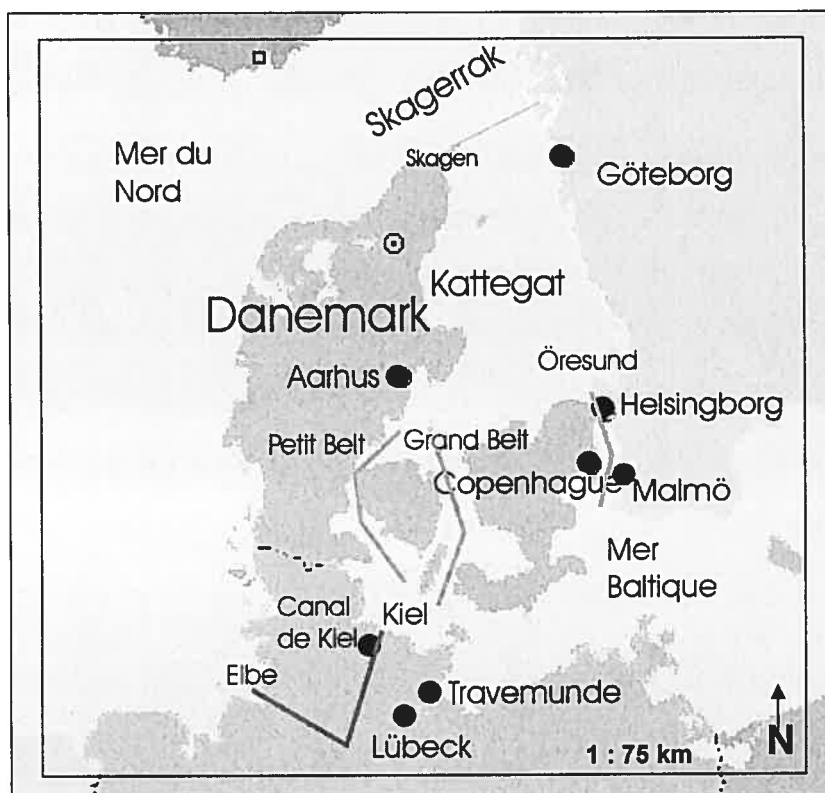 Skagerrak
Mer du
Nord
Skagen
Göteborg
Kattegat
Danemark
Öresund
Aarhus
Helsingborg
Petit Belt
Grand Belt
Copenhague
Malmö
Mer
Baltique
Canal
de Kiel
Kiel
Elbe
Travemunde
Lübeck
1 : 75 km
N